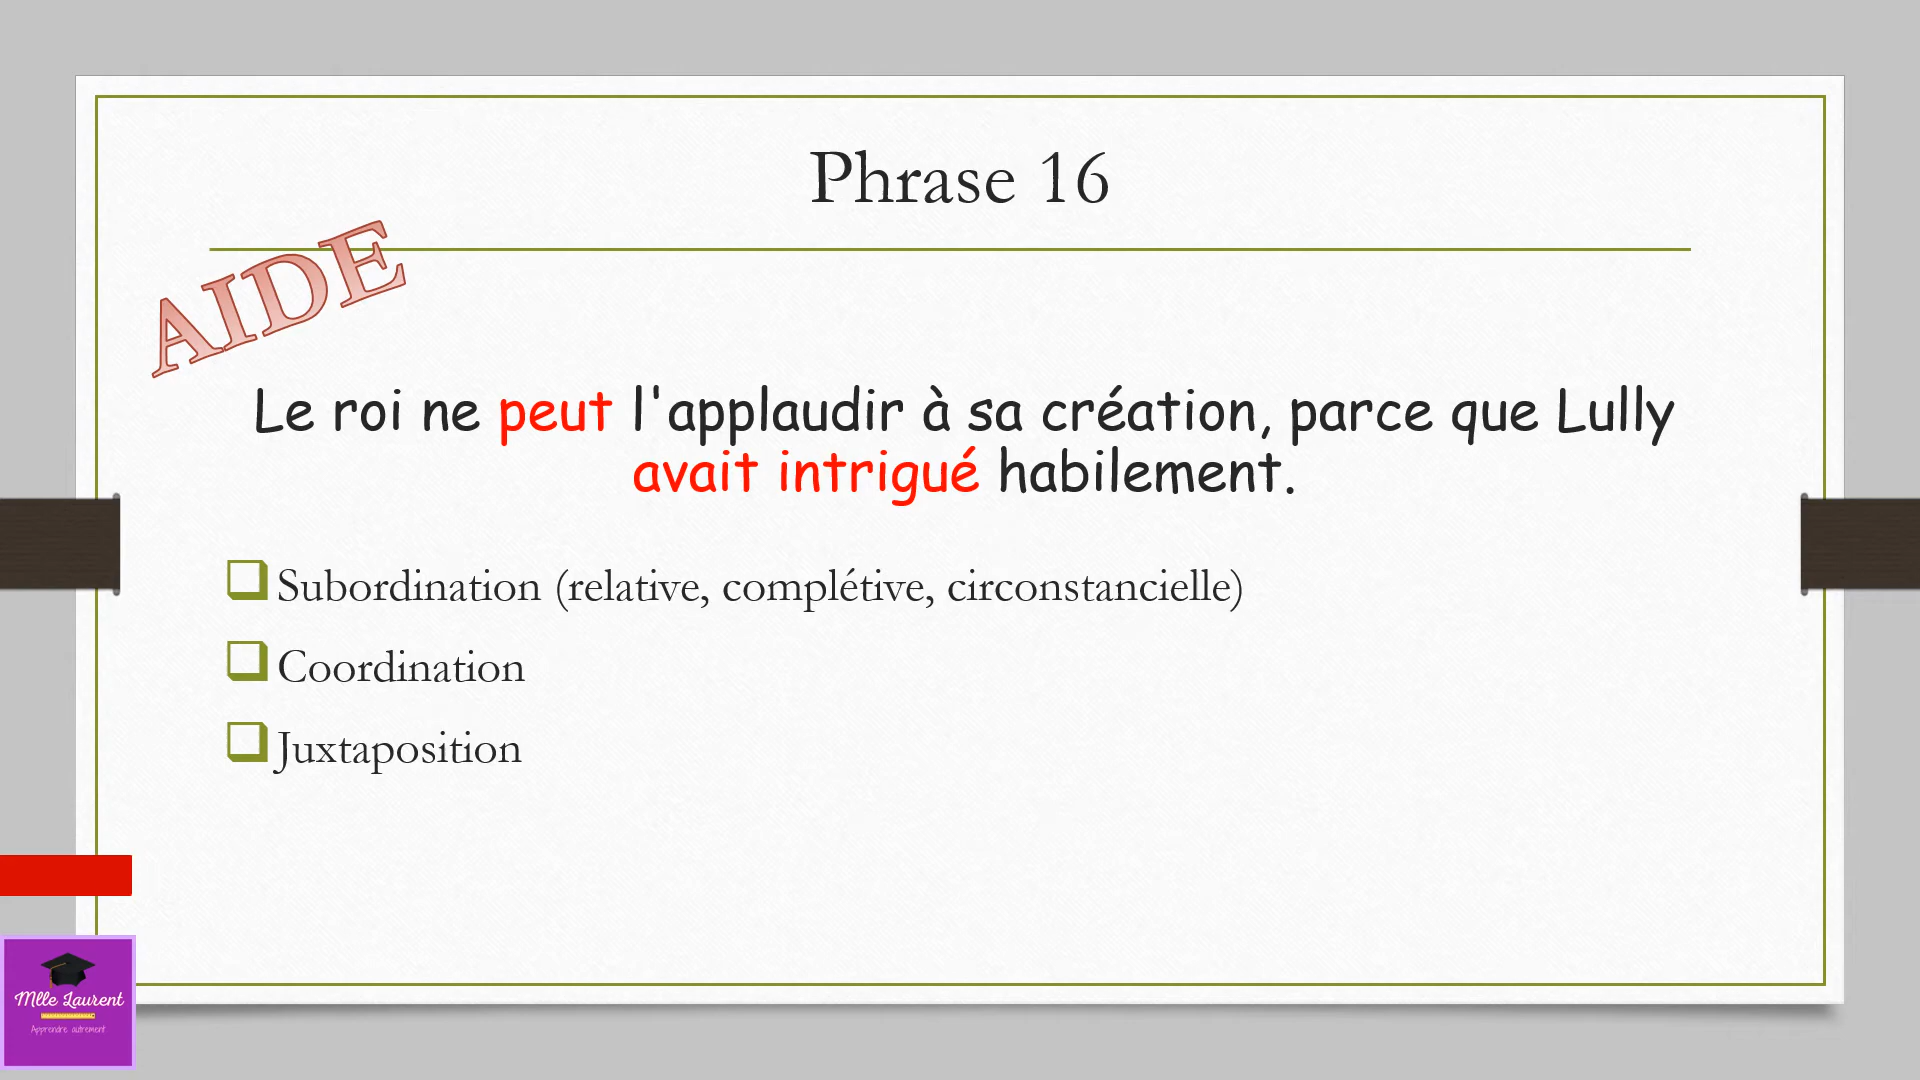 Phrase 16
AIDE
Le roi ne peut l'applaudir à sa création, parce que Lully
avait intrigué habilement.
Subordination (relative, complétive, circonstancielle)
Coordination
Juxtaposition
Mlle Laurent
Apprendre autrement